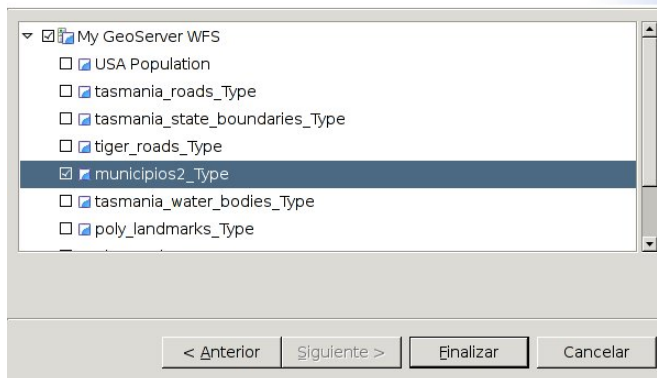 My GeoServer WFS
USA Population
tasmania_roads_Type
tasmania_state_boundaries_Type
tiger_roads_Type
municipios2_Type
tasmania_water_bodies_Type
poly_landmarks_Type
< Anterior
Siguiente >
Finalizar
Cancelar